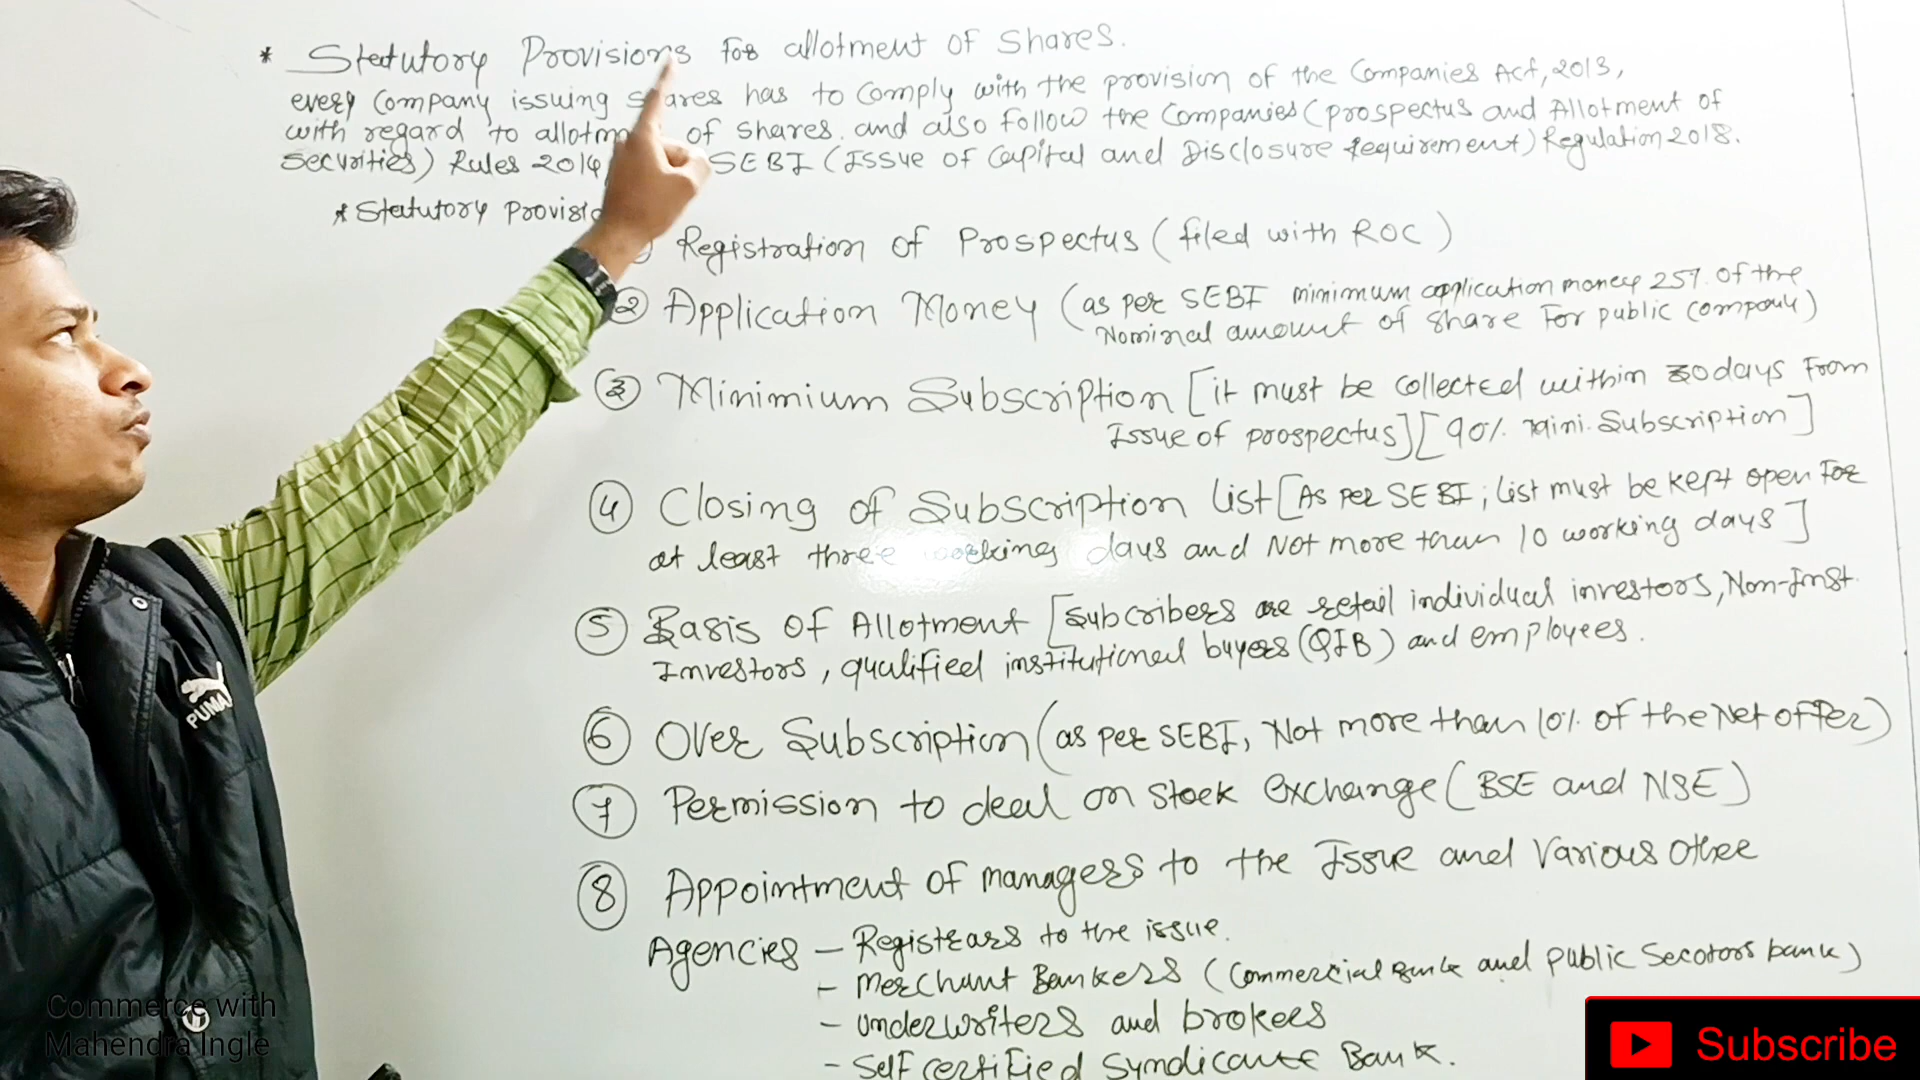 * Statutory Provisions for allotment of Shares.
every Company issuing shares has to comply with the provision of the Companies Act, 2013,
with regard to allotm of shares. and also follow the Companies (prospectus and Allotment of
Securities) Rules 2014 SEBI (Issue of Capital and Disclosure Requirement) Regulation 2018.
* Statutory Provisio
Registration of Prospectus (filed with ROC)
② Application Money (as per SEBI minimum application money 25% of the
Nominal amount of share for public company)
③ Minimium Subscription [it must be collected within 30 days from
Issue of prospectus] [90% mini. Subscription]
④ Closing of Subscription list [As per SEBI; list must be kept open for
at least three working days and Not more than 10 working days]
⑤ Basis of Allotment [Subcribers are retail individual investors, Non-Inst.
Investors, qualified institutional buyers (QIB) and employees.
⑥ Over Subscription (as per SEBI, Not more than 10% of the Net offer)
⑦ Permission to deal on stock exchange (BSE and NSE)
⑧ Appointment of managers to the Issue and Various other
Agencies – Registrars to the issue.
– Merchant Bankers (Commercial Bank and public Secotors bank)
– underwriters and brokers
– Self certified Syndicate Bank.
PUMA
Commerce with
Mahendra Ingle
Subscribe